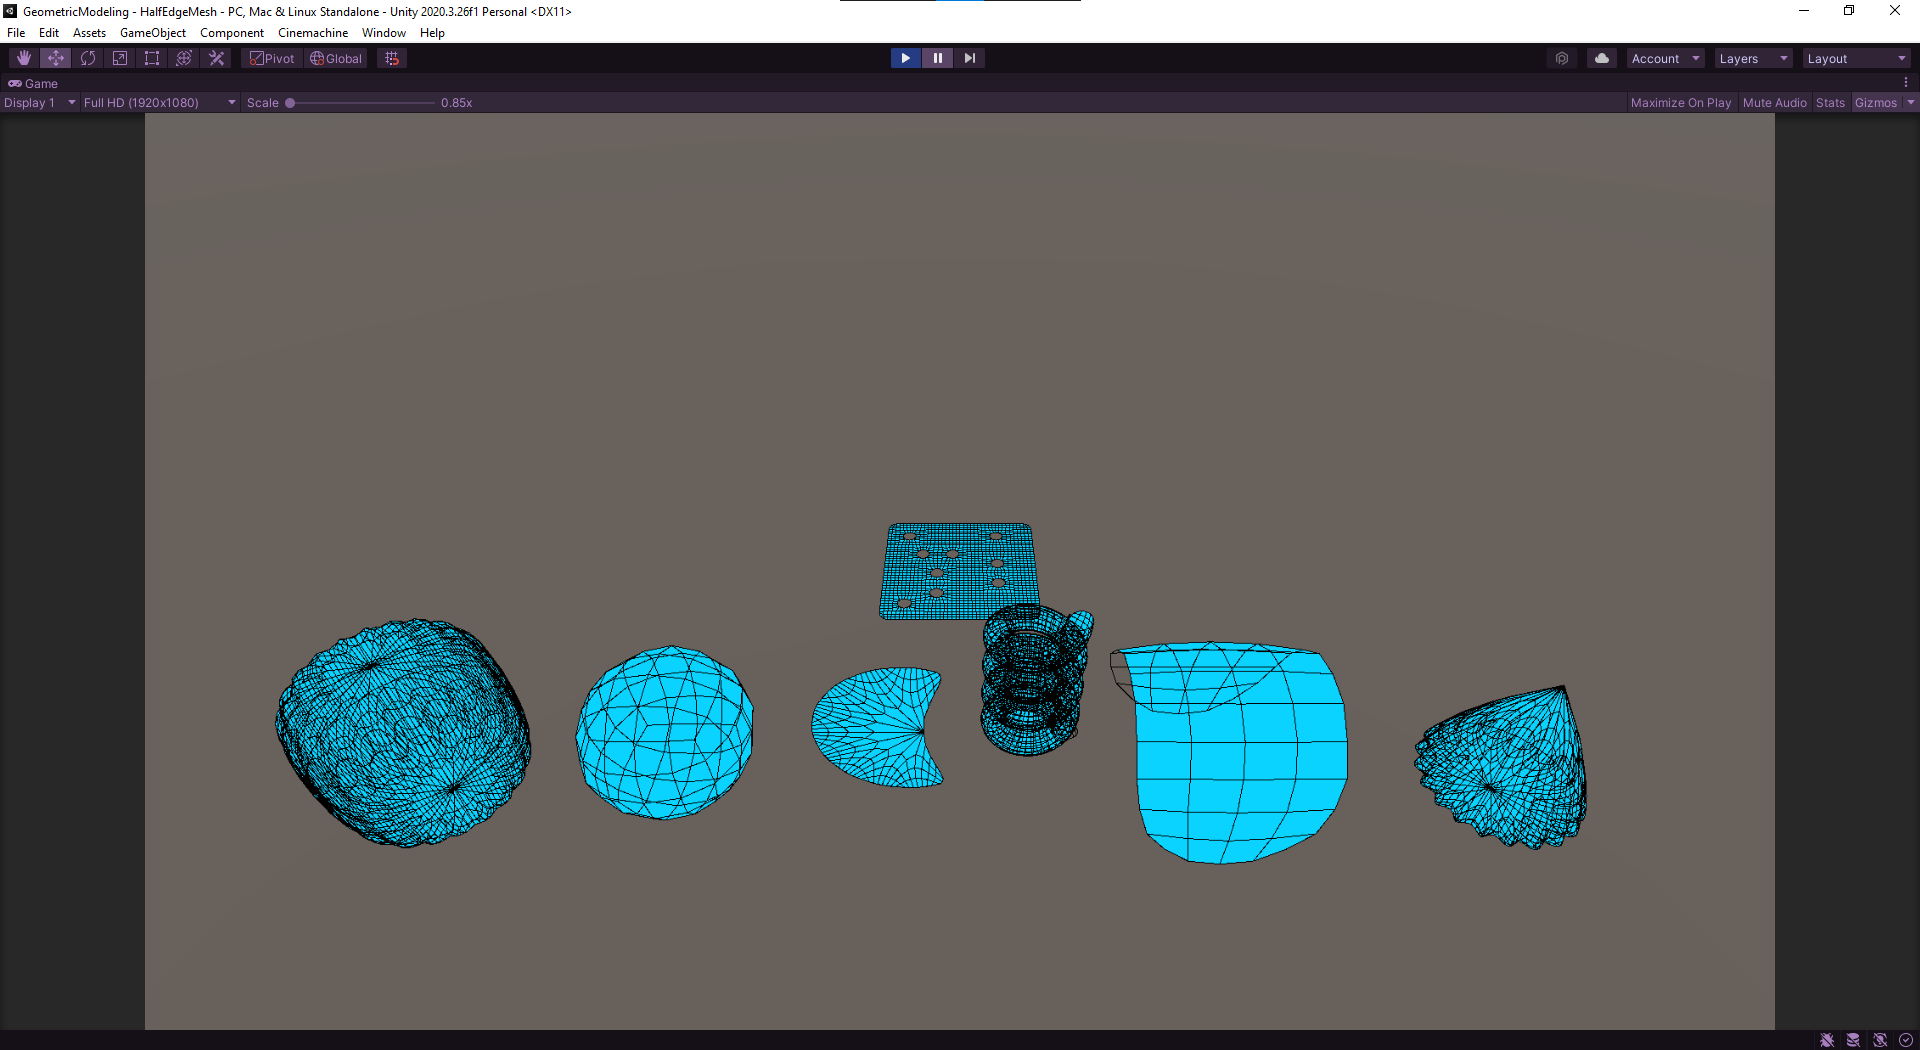 GeometricModeling - HalfEdgeMesh - PC, Mac & Linux Standalone - Unity 2020.3.26f1 Personal <DX11>
File Edit Assets GameObject Component Cinemachine Window Help
Pivot Global Account Layers Layout
Game
Display 1 Full HD (1920x1080) Scale 0.85x Maximize On Play Mute Audio Stats Gizmos